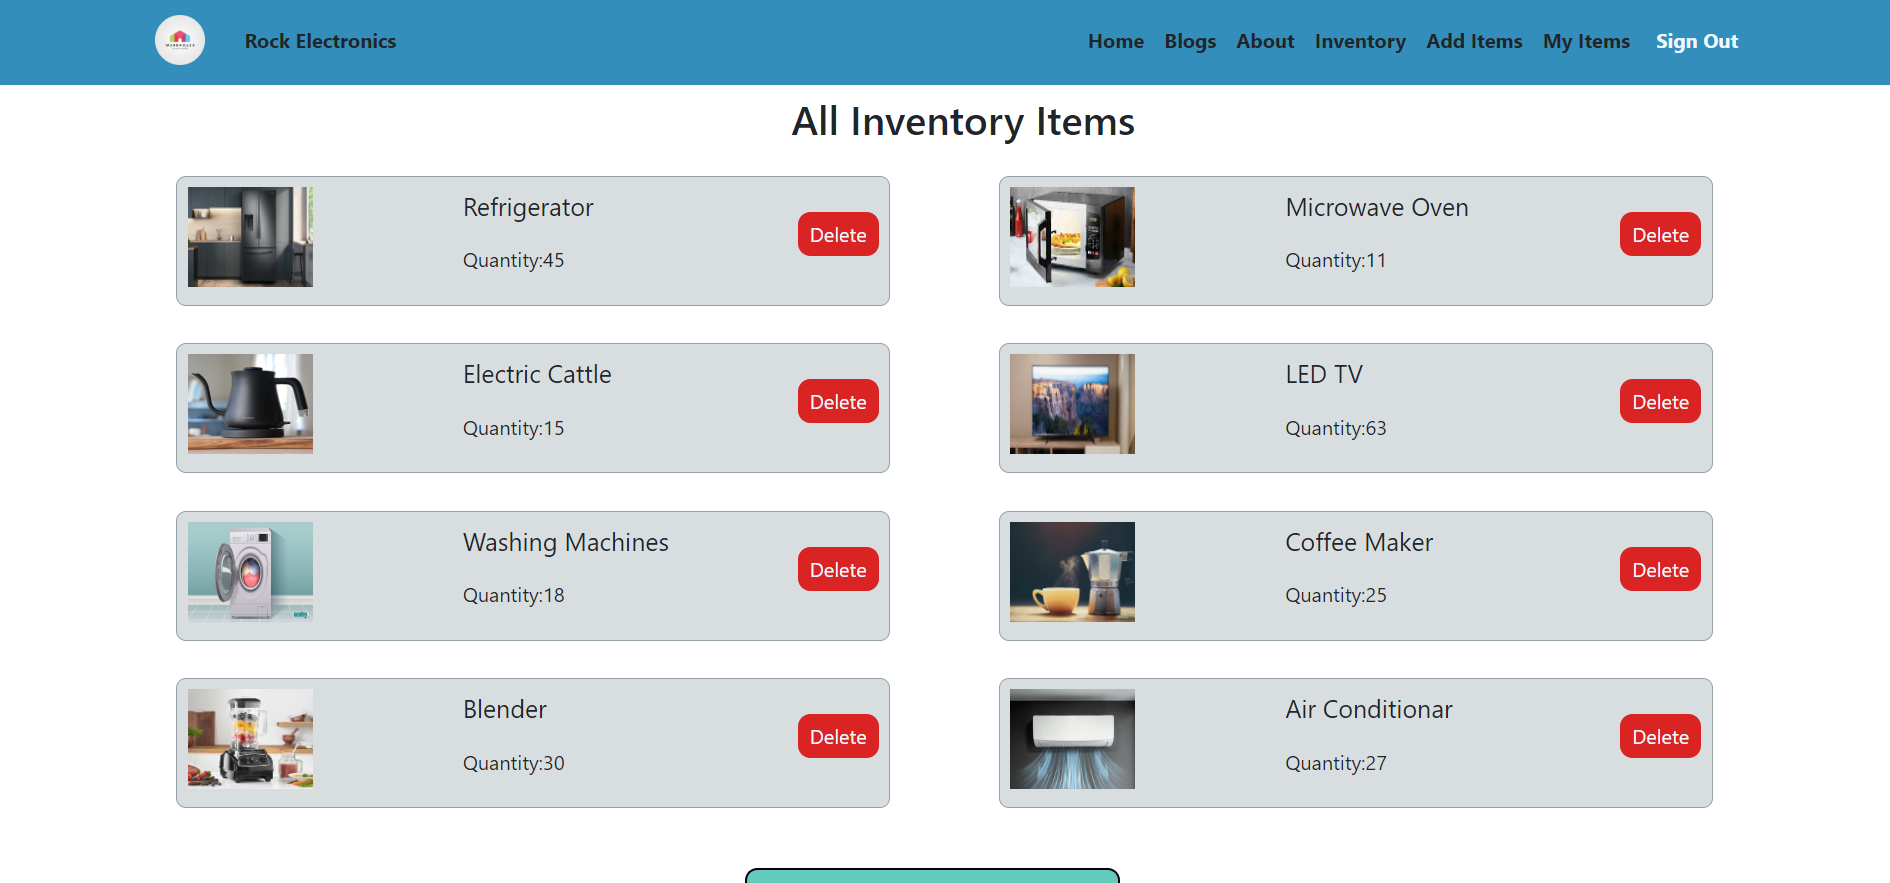 WAREHOUSE
Rock Electronics
Home Blogs About Inventory Add Items My Items Sign Out
All Inventory Items
Refrigerator
Quantity:45
Delete
Microwave Oven
Quantity:11
Delete
Electric Cattle
Quantity:15
Delete
LED TV
Quantity:63
Delete
Washing Machines
Quantity:18
Delete
Coffee Maker
Quantity:25
Delete
Blender
Quantity:30
Delete
Air Conditionar
Quantity:27
Delete